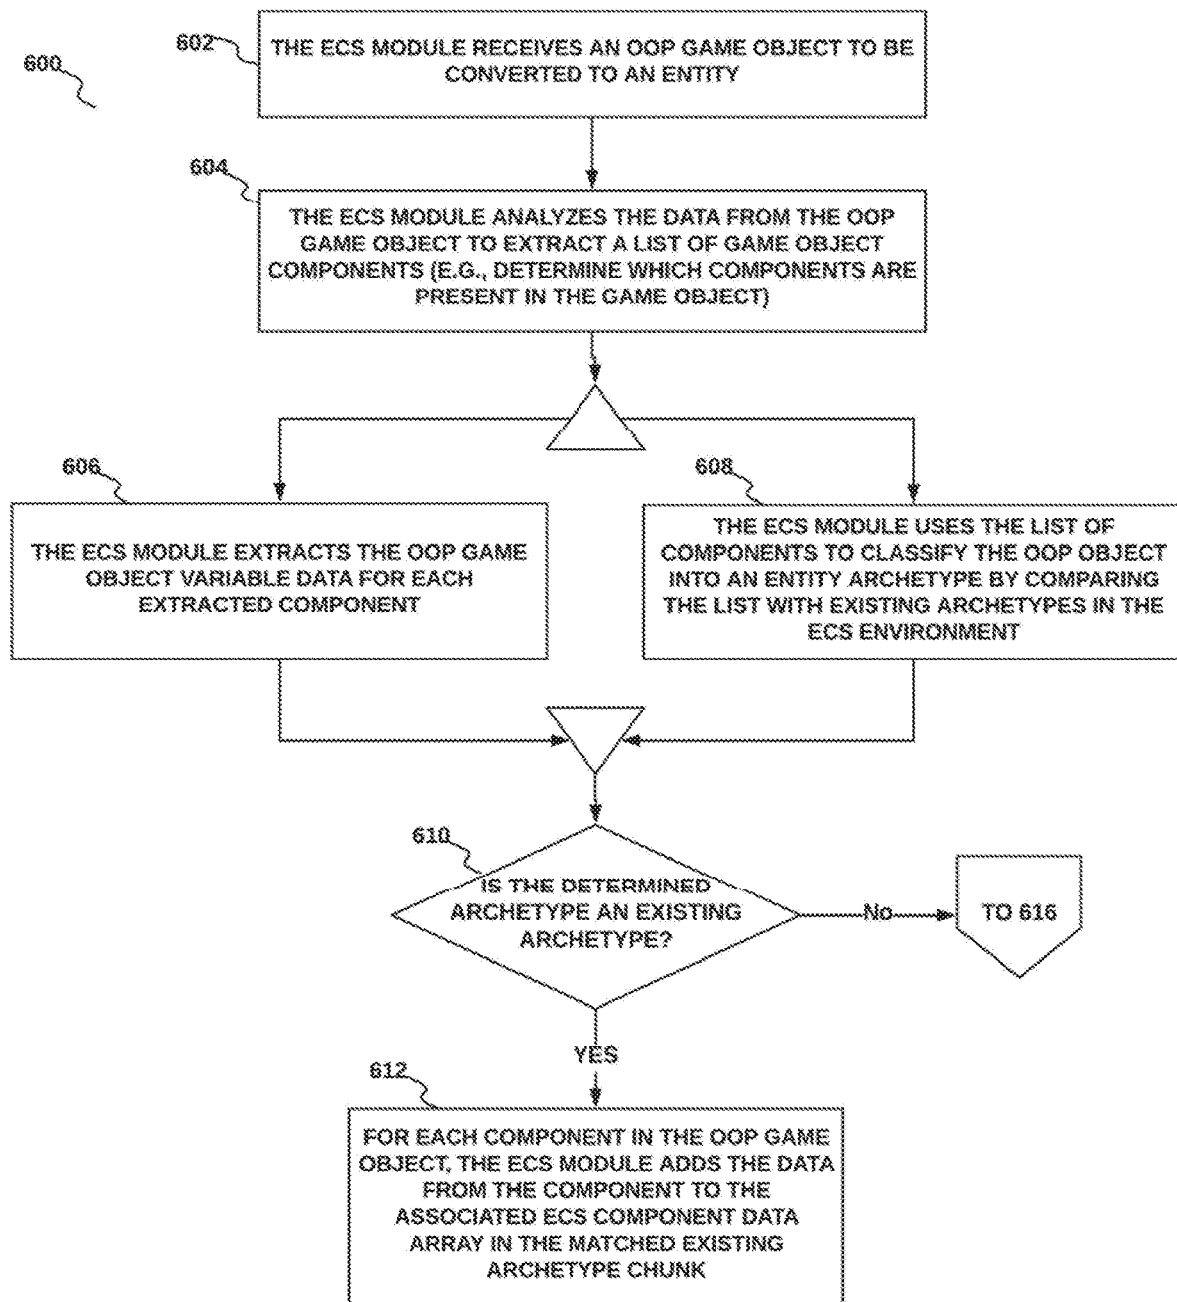 600
602
THE ECS MODULE RECEIVES AN OOP GAME OBJECT TO BE
CONVERTED TO AN ENTITY
604
THE ECS MODULE ANALYZES THE DATA FROM THE OOP
GAME OBJECT TO EXTRACT A LIST OF GAME OBJECT
COMPONENTS (E.G., DETERMINE WHICH COMPONENTS ARE
PRESENT IN THE GAME OBJECT)
606
THE ECS MODULE EXTRACTS THE OOP GAME
OBJECT VARIABLE DATA FOR EACH
EXTRACTED COMPONENT
608
THE ECS MODULE USES THE LIST OF
COMPONENTS TO CLASSIFY THE OOP OBJECT
INTO AN ENTITY ARCHETYPE BY COMPARING
THE LIST WITH EXISTING ARCHETYPES IN THE
ECS ENVIRONMENT
610
IS THE DETERMINED
ARCHETYPE AN EXISTING
ARCHETYPE?
No
TO 616
YES
612
FOR EACH COMPONENT IN THE OOP GAME
OBJECT, THE ECS MODULE ADDS THE DATA
FROM THE COMPONENT TO THE
ASSOCIATED ECS COMPONENT DATA
ARRAY IN THE MATCHED EXISTING
ARCHETYPE CHUNK